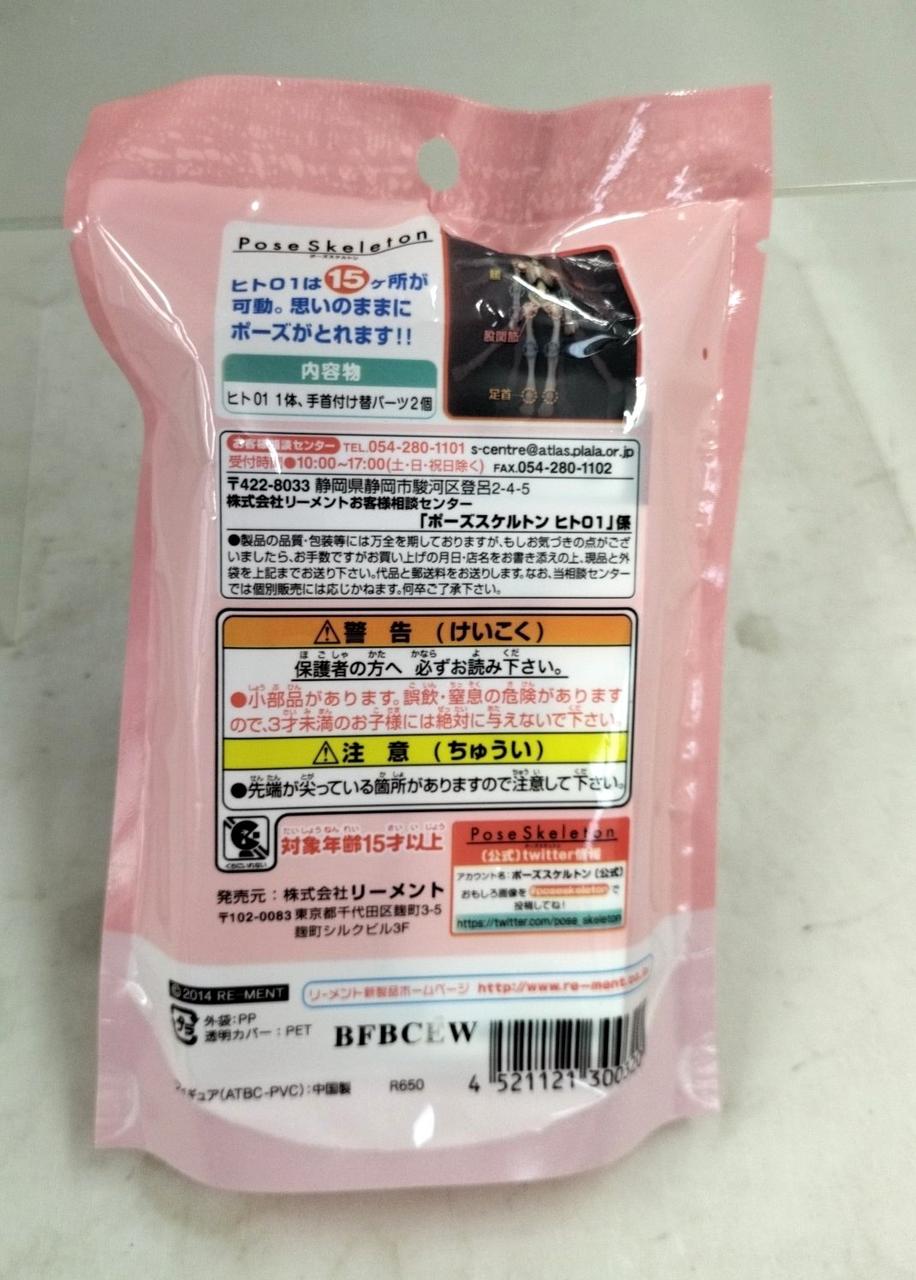 Pose Skeleton
ポーズスケルトン
ヒト01は15ヶ所が
可動。思いのままに
ポーズがとれます!!
内容物
ヒト01 1体、手首付け替パーツ2個
腰
股関節
足首
お客様相談センター TEL.054-280-1101 s-centre@atlas.plala.or.jp
受付時間●10:00~17:00(土・日・祝日除く) FAX.054-280-1102
〒422-8033 静岡県静岡市駿河区登呂2-4-5
株式会社リーメントお客様相談センター
「ポーズスケルトン ヒト01」係
●製品の品質・包装等には万全を期しておりますが、もしお気づきの点がござ
いましたら、お手数ですがお買い上げの月日・店名をお書き添えの上、現品と外
袋を上記までお送り下さい。代品と郵送料をお送りします。なお、当相談センター
では個別販売には応じかねます。何卒ご了承下さい。
⚠警 告 (けいこく)
保護者の方へ 必ずお読み下さい。
●小部品があります。誤飲・窒息の危険があります
ので、3才未満のお子様には絶対に与えないで下さい。
⚠注 意 (ちゅうい)
●先端が尖っている箇所がありますので注意して下さい。
くちにいれない
対象年齢15才以上
Pose Skeleton
ポーズスケルトン
(公式)twitter情報
アカウント名:ポーズスケルトン(公式)
おもしろ画像を #poseskeleton で
投稿してね!
https://twitter.com/pose_skeleton
発売元:株式会社リーメント
〒102-0083 東京都千代田区麹町3-5
麹町シルクビル3F
©2014 RE-MENT
リーメント新製品ホームページ http://www.re-ment.co.jp
外袋:PP
透明カバー:PET
BFBCEW
ギュア(ATBC-PVC):中国製 R650
4 521121 300